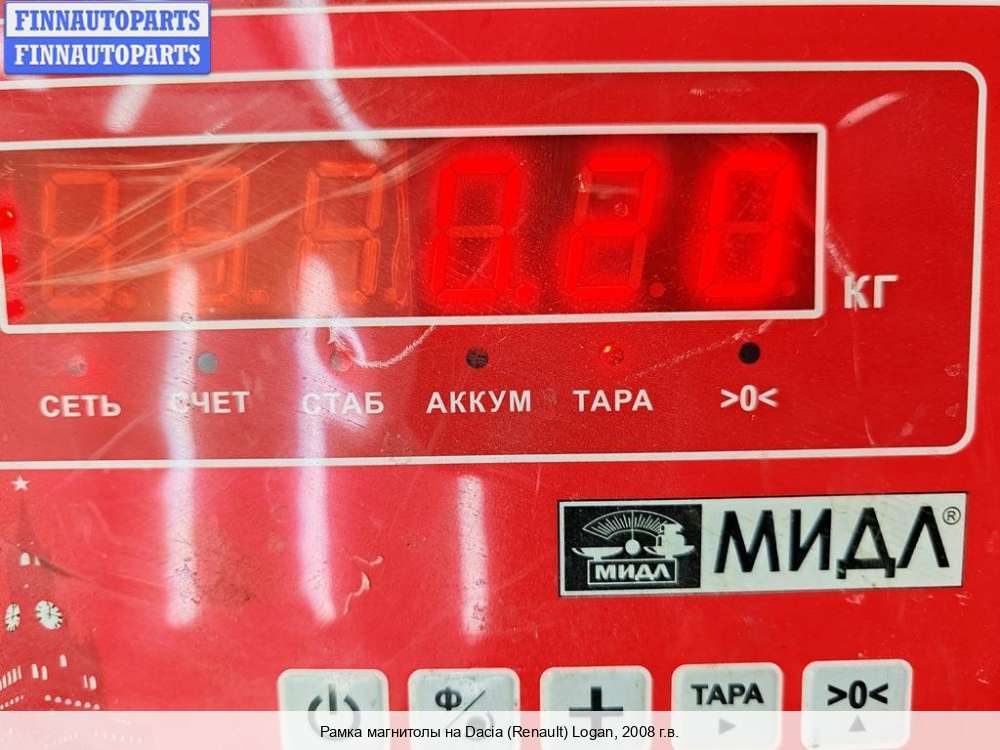 FINNAUTOPARTS
FINNAUTOPARTS
0.20
КГ
СЕТЬ СЧЕТ СТАБ АККУМ ТАРА >0<
МИДЛ МИДЛ®
Ф ТАРА >0<
Рамка магнитолы на Dacia (Renault) Logan, 2008 г.в.